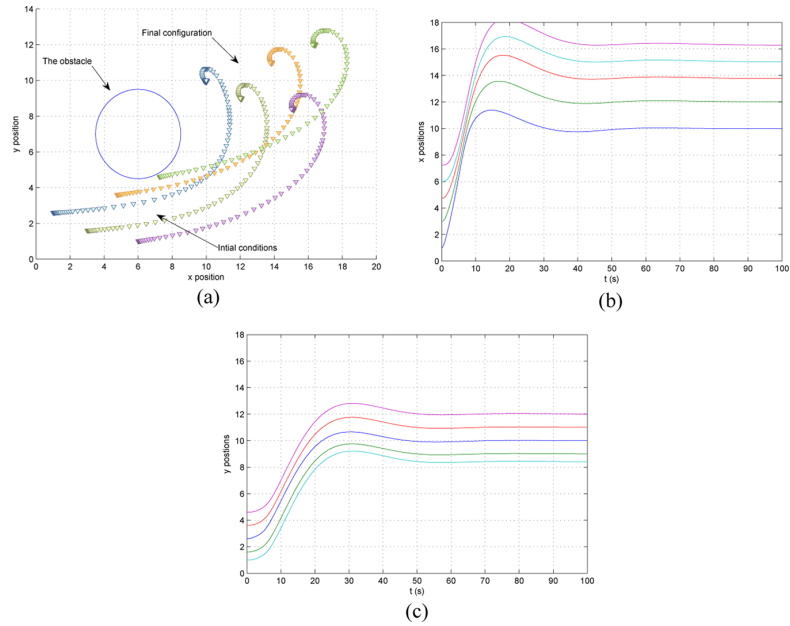 14
12
10
8
6
4
2
0
y position
Final configuration
The obstacle
Intial conditions
0 2 4 6 8 10 12 14 16 18 20
x position
(a)
18
16
14
12
10
8
6
4
2
0
x positions
0 10 20 30 40 50 60 70 80 90 100
t (s)
(b)
18
16
14
12
10
8
6
4
2
0
y postions
0 10 20 30 40 50 60 70 80 90 100
t (s)
(c)